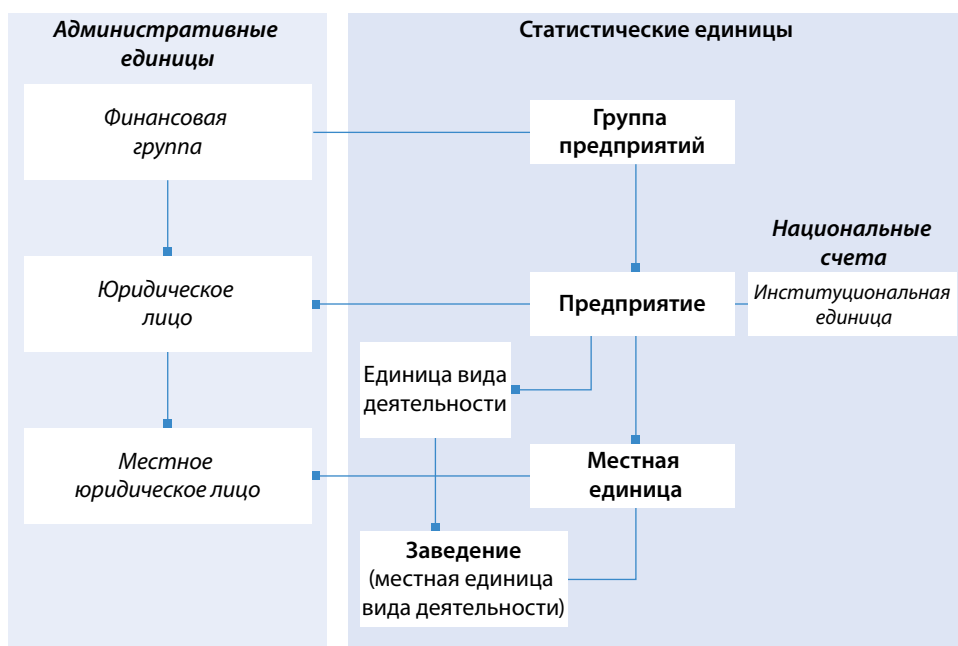 Административные
единицы
Финансовая
группа
Юридическое
лицо
Местное
юридическое лицо
Статистические единицы
Группа
предприятий
Национальные
счета
Предприятие
Институциональная
единица
Единица вида
деятельности
Местная
единица
Заведение
(местная единица
вида деятельности)